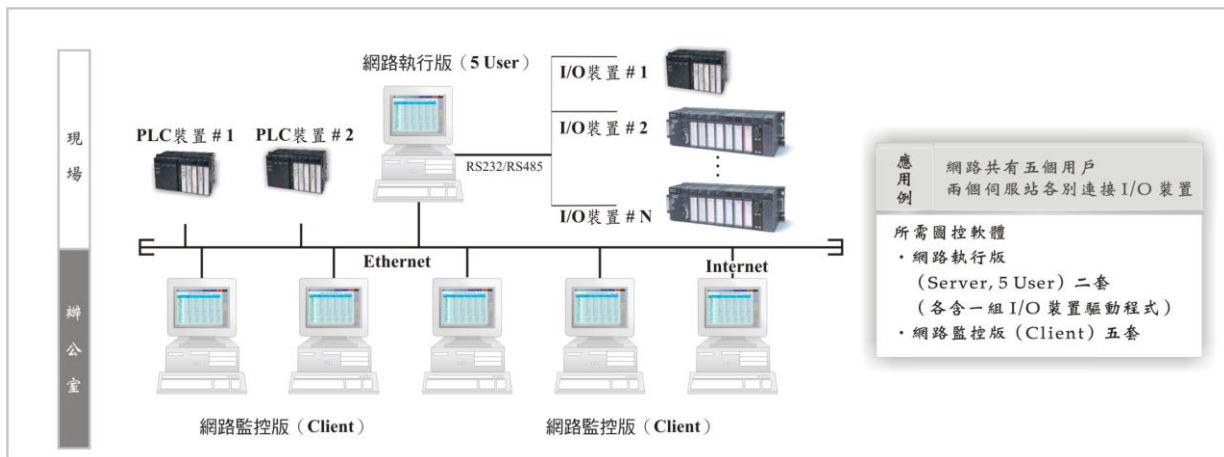 現場
網路執行版（5 User）
PLC裝置 # 1
PLC裝置 # 2
RS232/RS485
I/O裝置 # 1
I/O裝置 # 2
I/O裝置 # N
Ethernet
Internet
辦公室
網路監控版（Client）
網路監控版（Client）
應用例
網路共有五個用戶
兩個伺服站各別連接 I/O 裝置
所需圖控軟體
・網路執行版
（Server, 5 User）二套
（各含一組 I/O 裝置驅動程式）
・網路監控版（Client）五套